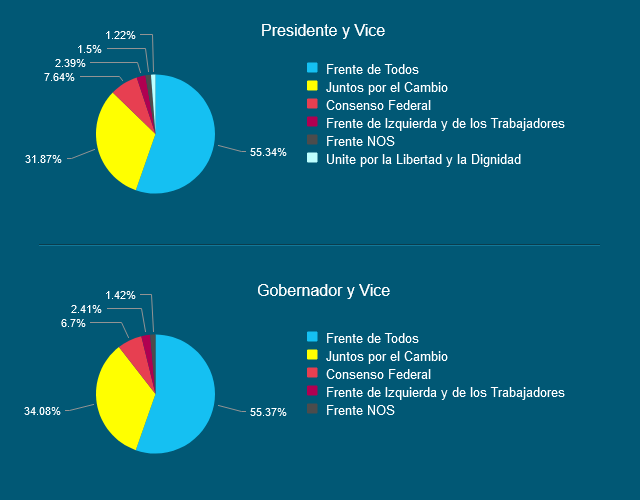 Presidente y Vice
1.22%
1.5%
2.39%
7.64%
31.87%
55.34%
Frente de Todos
Juntos por el Cambio
Consenso Federal
Frente de Izquierda y de los Trabajadores
Frente NOS
Unite por la Libertad y la Dignidad
Gobernador y Vice
1.42%
2.41%
6.7%
34.08%
55.37%
Frente de Todos
Juntos por el Cambio
Consenso Federal
Frente de Izquierda y de los Trabajadores
Frente NOS